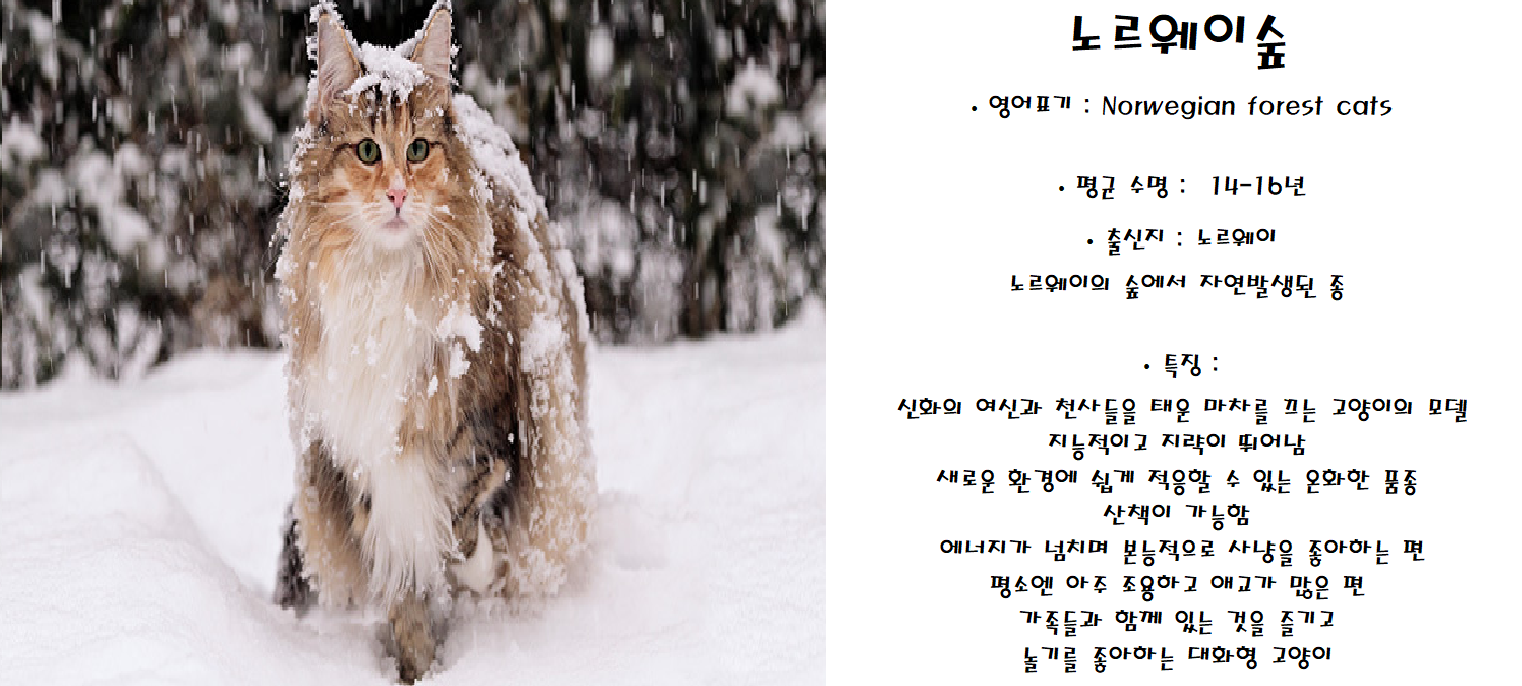 노르웨이숲
• 영어표기 : Norwegian forest cats
• 평균 수명 : 14-16년
• 출신지 : 노르웨이
노르웨이의 숲에서 자연발생된 종
• 특징 :
신화의 여신과 천사들을 태운 마차를 끄는 고양이의 모델
지능적이고 지략이 뛰어남
새로운 환경에 쉽게 적응할 수 있는 온화한 품종
산책이 가능함
에너지가 넘치며 본능적으로 사냥을 좋아하는 편
평소엔 아주 조용하고 애교가 많은 편
가족들과 함께 있는 것을 즐기고
놀기를 좋아하는 대화형 고양이